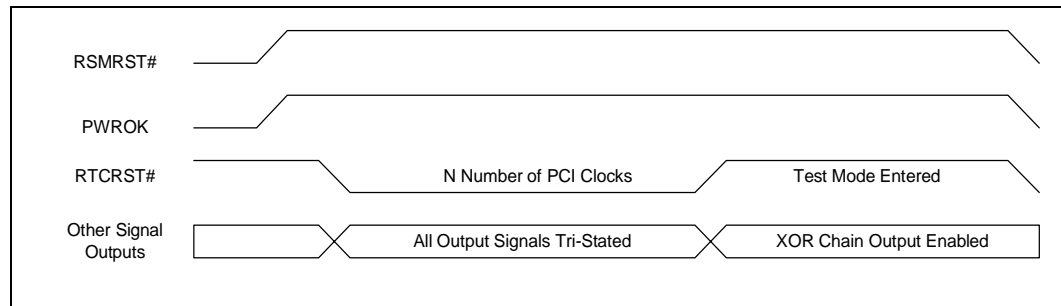 RSMRST#
PWROK
RTCRST#
N Number of PCI Clocks
Test Mode Entered
Other Signal
Outputs
All Output Signals Tri-Stated
XOR Chain Output Enabled